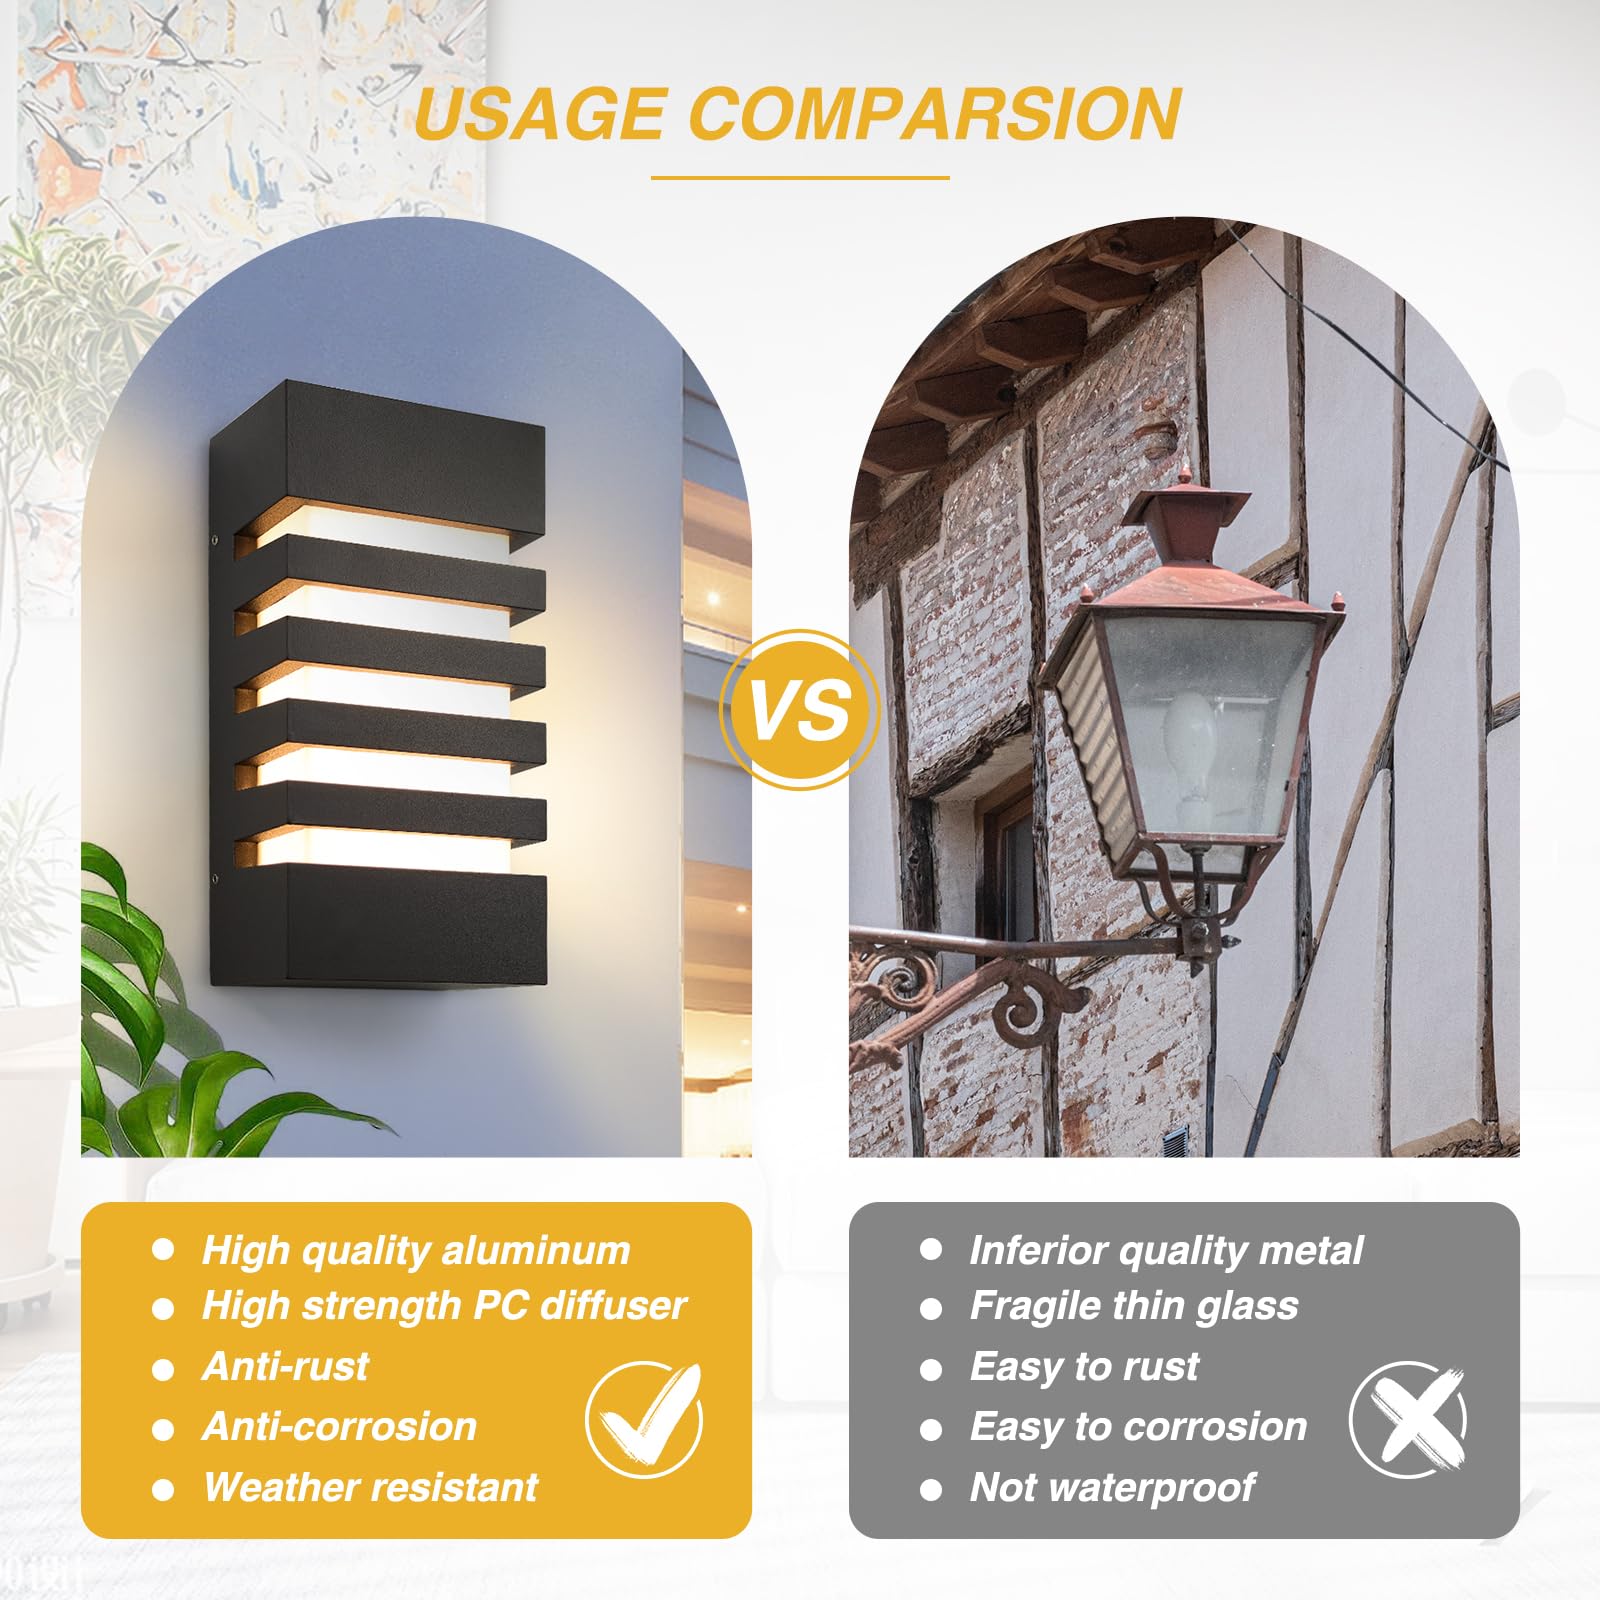 USAGE COMPARSION
VS
High quality aluminum
High strength PC diffuser
Anti-rust
Anti-corrosion
Weather resistant
Inferior quality metal
Fragile thin glass
Easy to rust
Easy to corrosion
Not waterproof